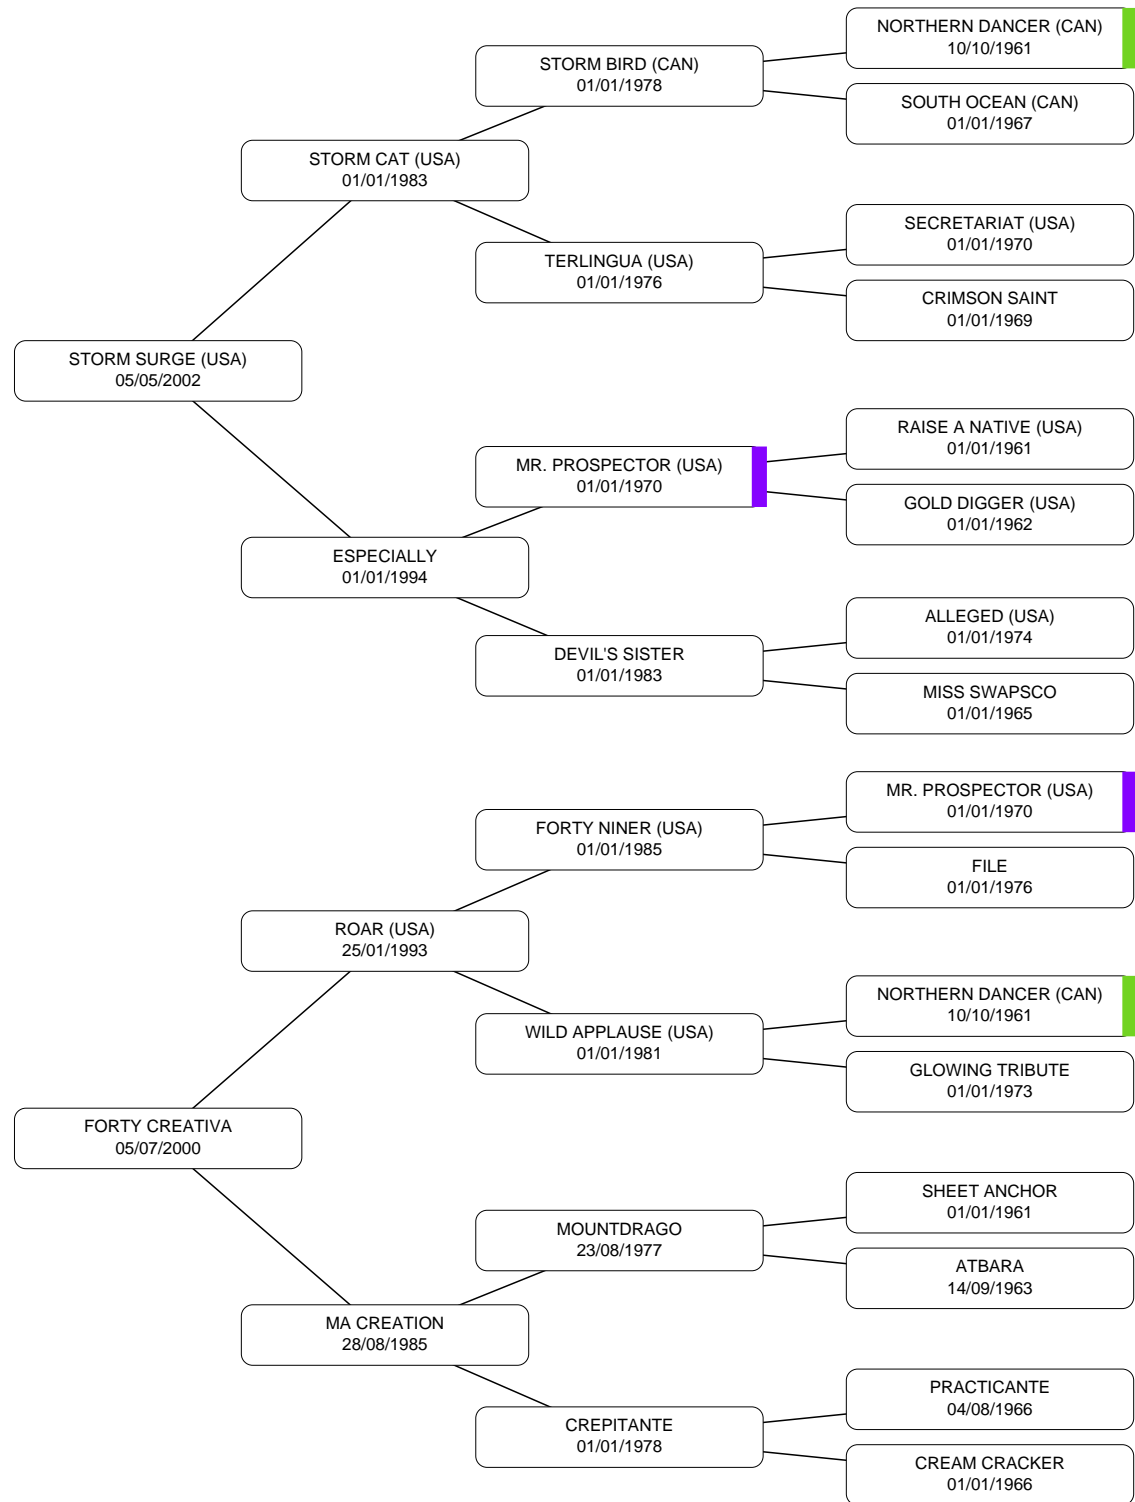 NORTHERN DANCER (CAN)
10/10/1961
STORM BIRD (CAN)
01/01/1978
SOUTH OCEAN (CAN)
01/01/1967
STORM CAT (USA)
01/01/1983
SECRETARIAT (USA)
01/01/1970
TERLINGUA (USA)
01/01/1976
CRIMSON SAINT
01/01/1969
STORM SURGE (USA)
05/05/2002
RAISE A NATIVE (USA)
01/01/1961
MR. PROSPECTOR (USA)
01/01/1970
GOLD DIGGER (USA)
01/01/1962
ESPECIALLY
01/01/1994
ALLEGED (USA)
01/01/1974
DEVIL'S SISTER
01/01/1983
MISS SWAPSCO
01/01/1965
MR. PROSPECTOR (USA)
01/01/1970
FORTY NINER (USA)
01/01/1985
FILE
01/01/1976
ROAR (USA)
25/01/1993
NORTHERN DANCER (CAN)
10/10/1961
WILD APPLAUSE (USA)
01/01/1981
GLOWING TRIBUTE
01/01/1973
FORTY CREATIVA
05/07/2000
SHEET ANCHOR
01/01/1961
MOUNTDRAGO
23/08/1977
ATBARA
14/09/1963
MA CREATION
28/08/1985
PRACTICANTE
04/08/1966
CREPITANTE
01/01/1978
CREAM CRACKER
01/01/1966